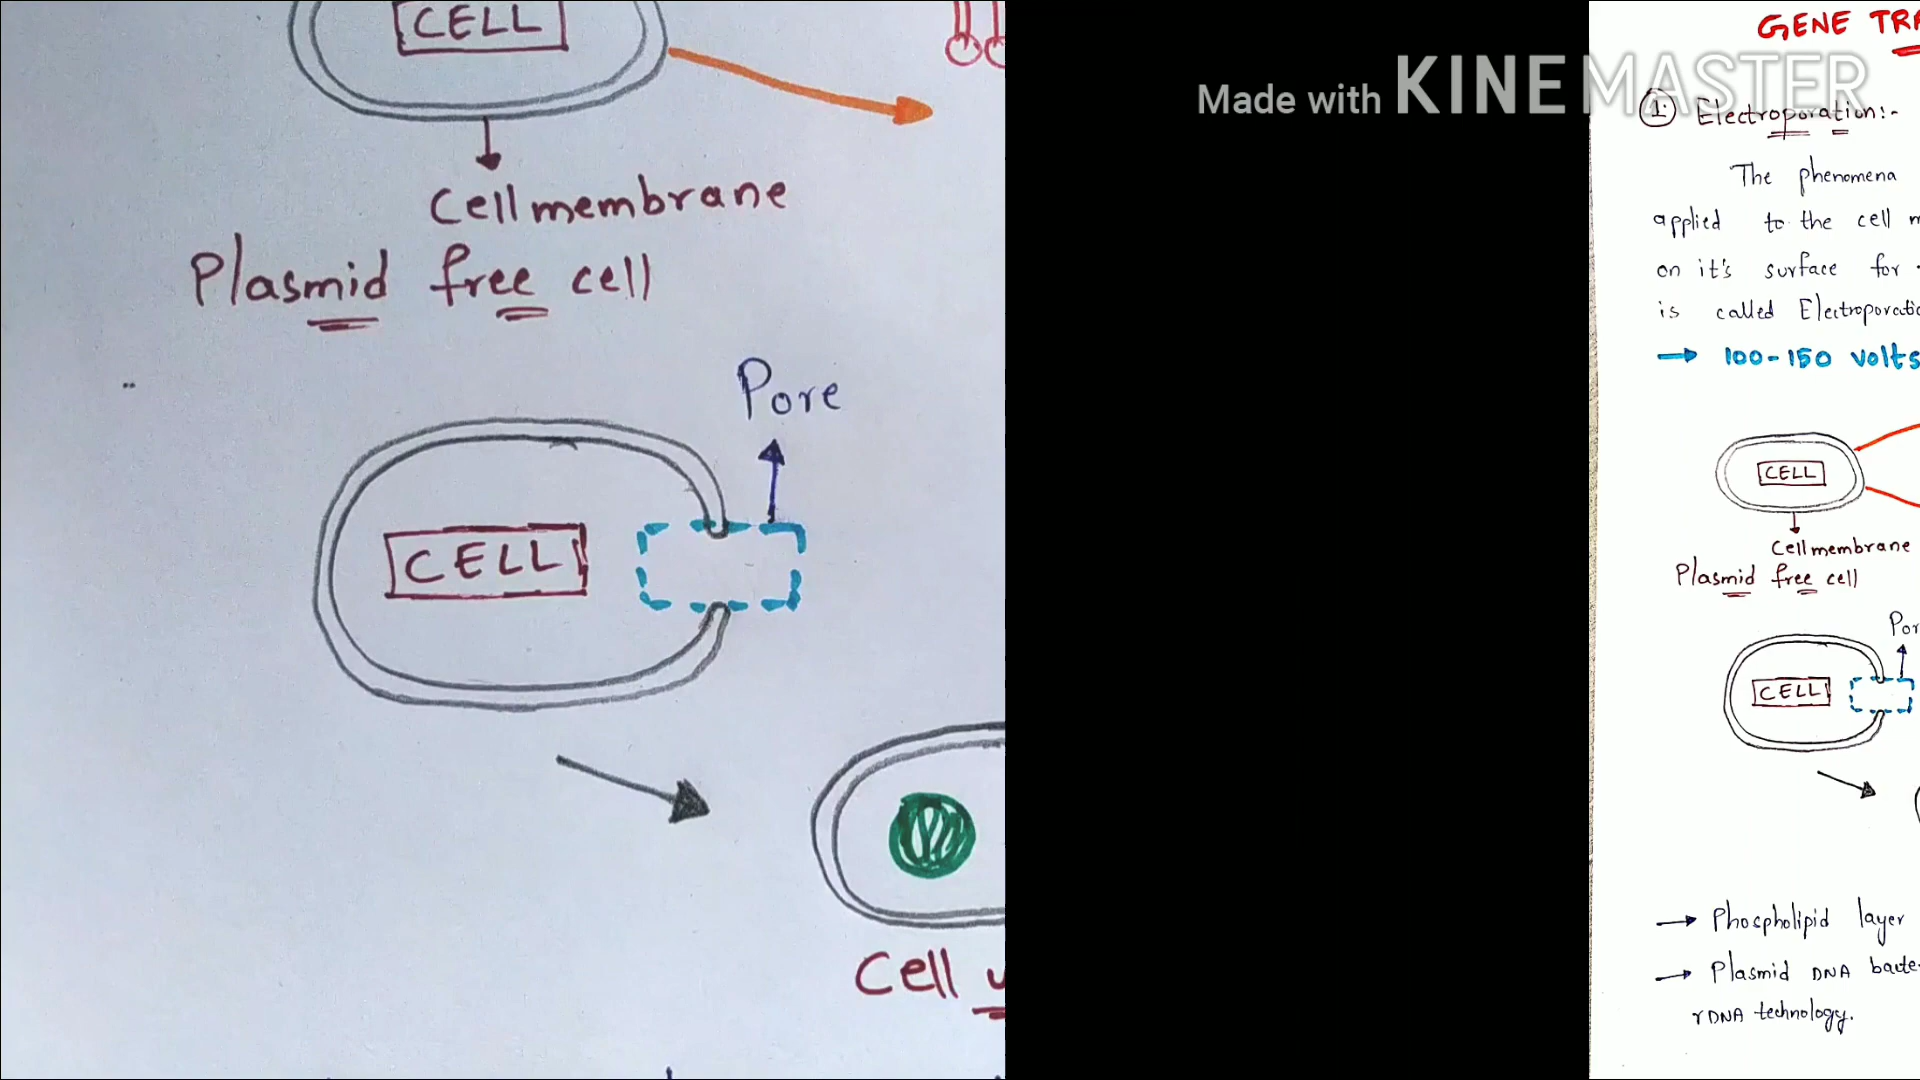 CELL
Cell membrane
Plasmid free cell
Pore
CELL
Cell
Made with KINEMASTER
GENE
1 Electroporation:-
The phenomena
applied to the cell
on it's surface for
is called
→ 100-150 volts
CELL
Cell membrane
Plasmid free cell
CELL
→ Phospholipid layer
→ Plasmid DNA
rDNA technology.